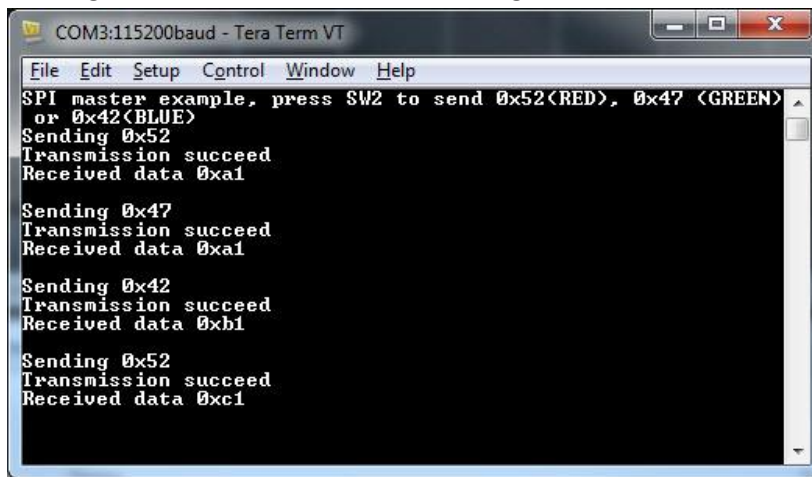 COM3:115200baud - Tera Term VT
File Edit Setup Control Window Help
SPI master example, press SW2 to send 0x52(RED), 0x47 (GREEN)
or 0x42(BLUE)
Sending 0x52
Transmission succeed
Received data 0xa1
Sending 0x47
Transmission succeed
Received data 0xa1
Sending 0x42
Transmission succeed
Received data 0xb1
Sending 0x52
Transmission succeed
Received data 0xc1